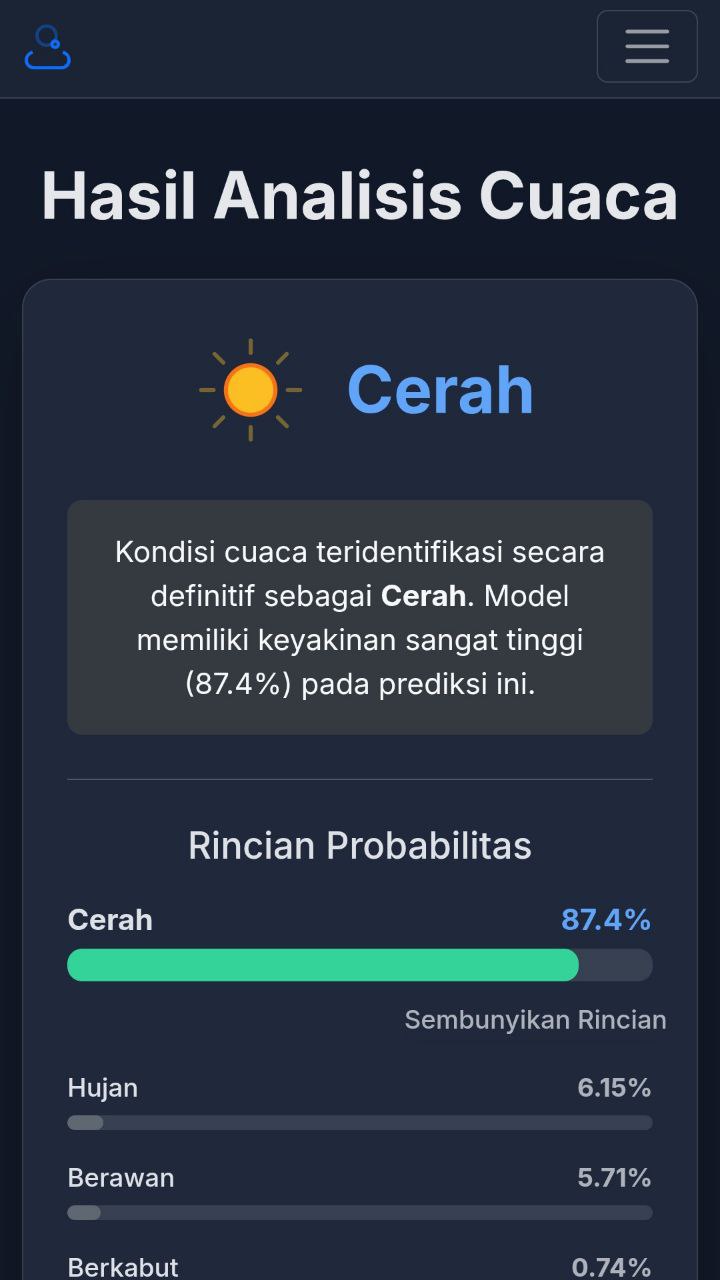 Hasil Analisis Cuaca
Cerah
Kondisi cuaca teridentifikasi secara
definitif sebagai Cerah. Model
memiliki keyakinan sangat tinggi
(87.4%) pada prediksi ini.
Rincian Probabilitas
Cerah 87.4%
Sembunyikan Rincian
Hujan 6.15%
Berawan 5.71%
Berkabut 0.74%